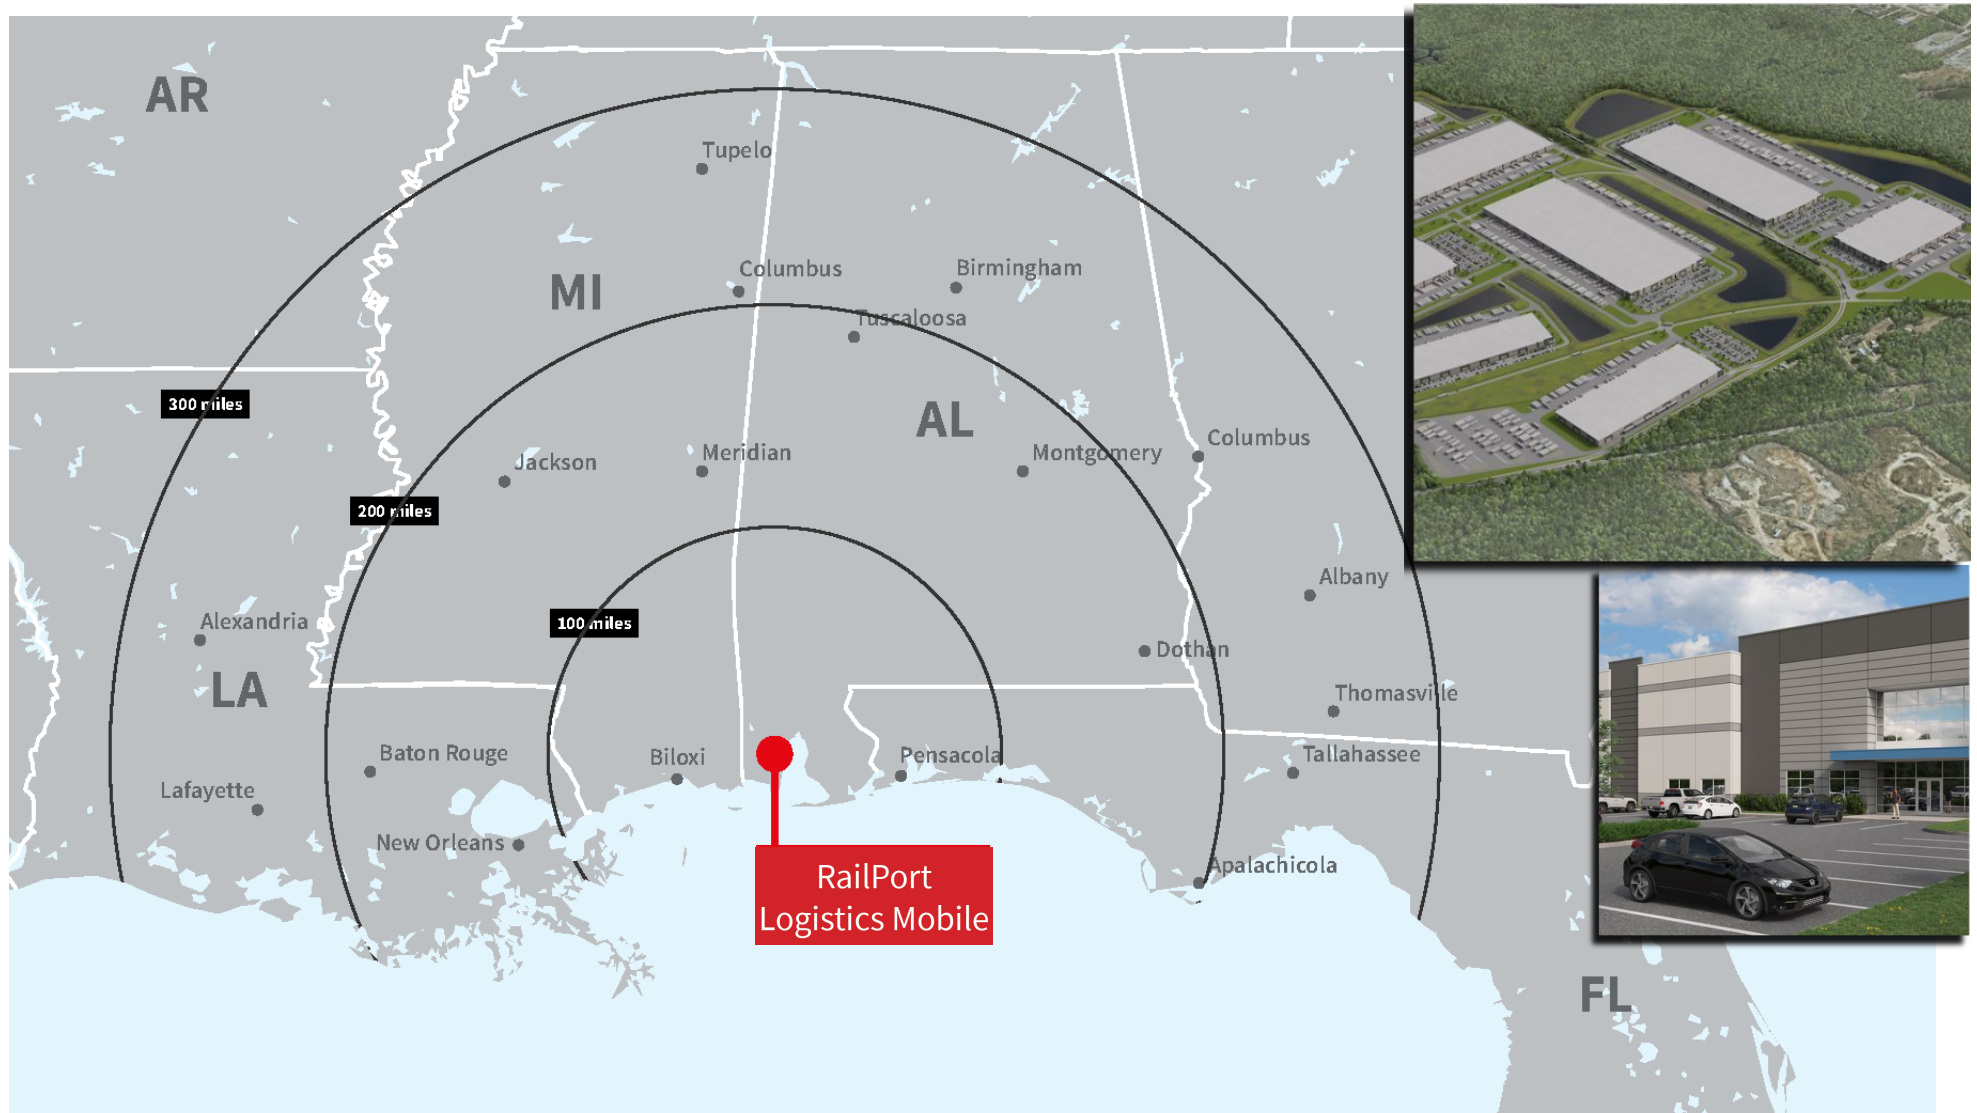 AR
Tupelo
MI
Columbus
Birmingham
Tuscaloosa
300 miles
AL
Columbus
Jackson
Meridian
Montgomery
200 miles
Albany
100 miles
Alexandria
Dothan
LA
Thomasville
Baton Rouge
Biloxi
Pensacola
Tallahassee
Lafayette
New Orleans
Apalachicola
RailPort
Logistics Mobile
FL